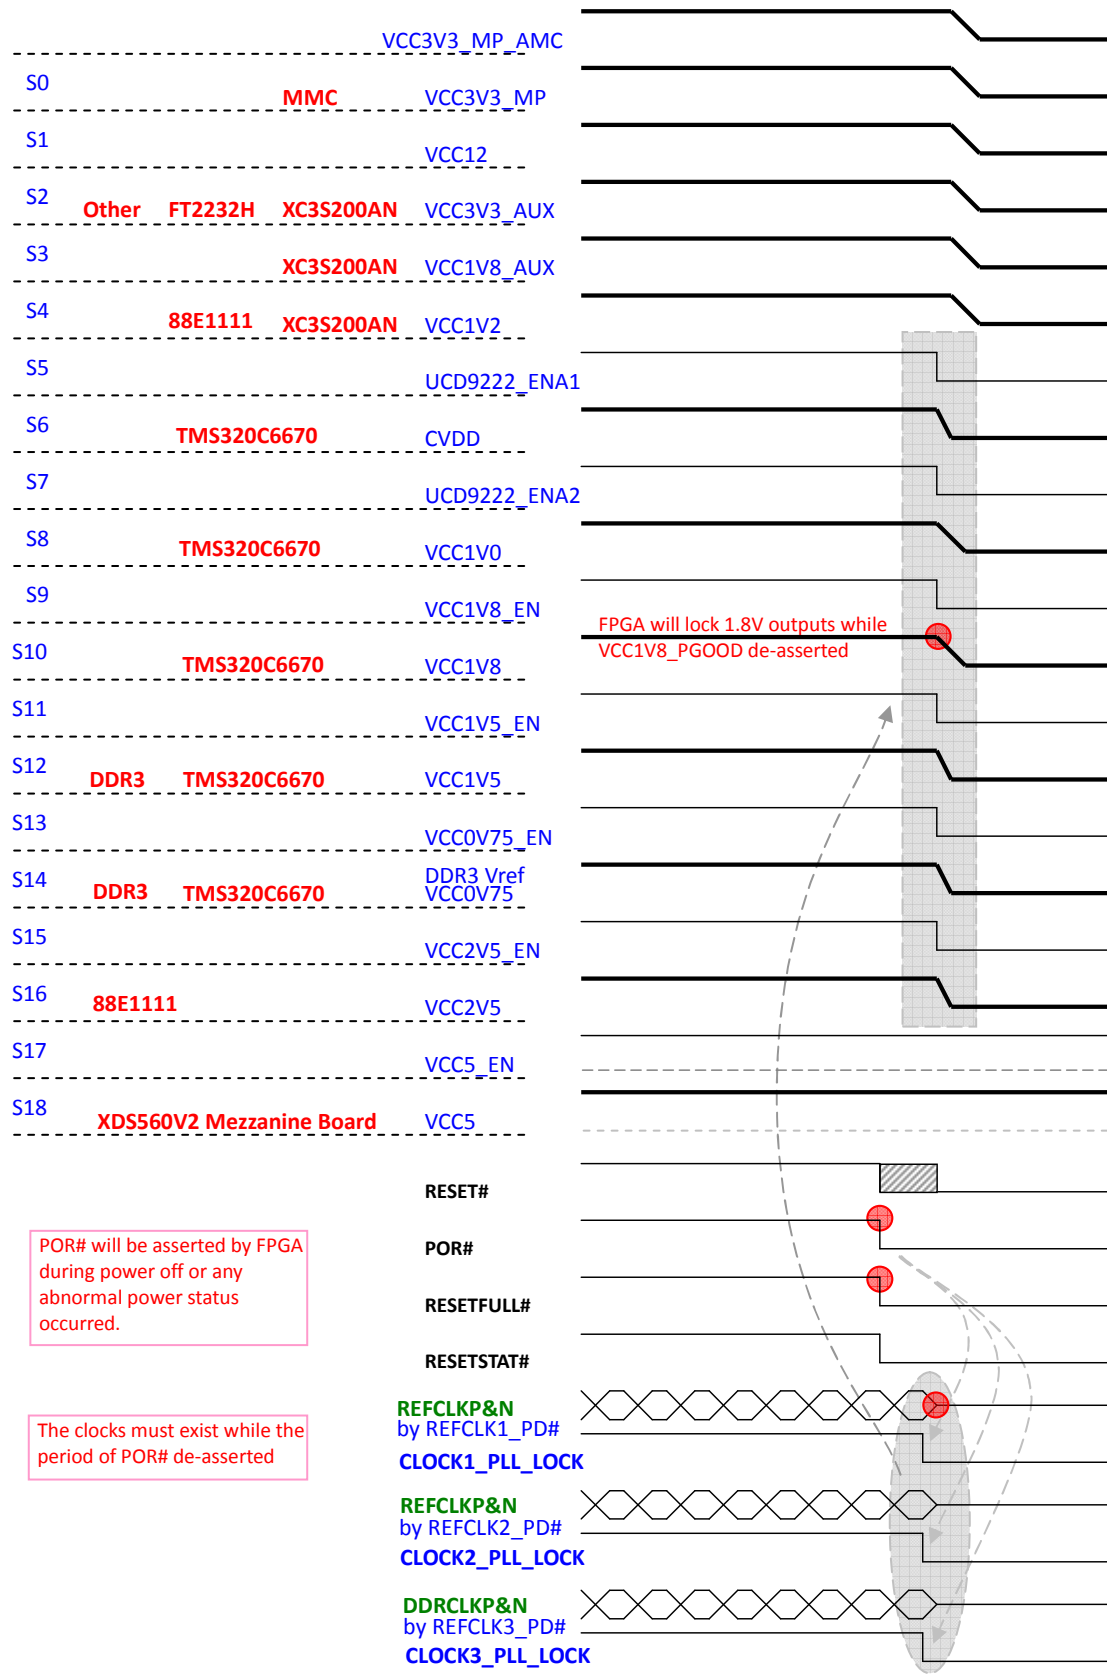 VCC3V3_MP_AMC
S0 MMC VCC3V3_MP
S1 VCC12
S2 Other FT2232H XC3S200AN VCC3V3_AUX
S3 XC3S200AN VCC1V8_AUX
S4 88E1111 XC3S200AN VCC1V2
S5 UCD9222_ENA1
S6 TMS320C6670 CVDD
S7 UCD9222_ENA2
S8 TMS320C6670 VCC1V0
S9 VCC1V8_EN
FPGA will lock 1.8V outputs while
VCC1V8_PGOOD de-asserted
S10 TMS320C6670 VCC1V8
S11 VCC1V5_EN
S12 DDR3 TMS320C6670 VCC1V5
S13 VCC0V75_EN
DDR3 Vref
S14 DDR3 TMS320C6670 VCC0V75
S15 VCC2V5_EN
S16 88E1111 VCC2V5
S17 VCC5_EN
S18 XDS560V2 Mezzanine Board VCC5
RESET#
POR#
RESETFULL#
RESETSTAT#
POR# will be asserted by FPGA
during power off or any
abnormal power status
occurred.
The clocks must exist while the
period of POR# de-asserted
REFCLKP&N
by REFCLK1_PD#
CLOCK1_PLL_LOCK
REFCLKP&N
by REFCLK2_PD#
CLOCK2_PLL_LOCK
DDRCLKP&N
by REFCLK3_PD#
CLOCK3_PLL_LOCK